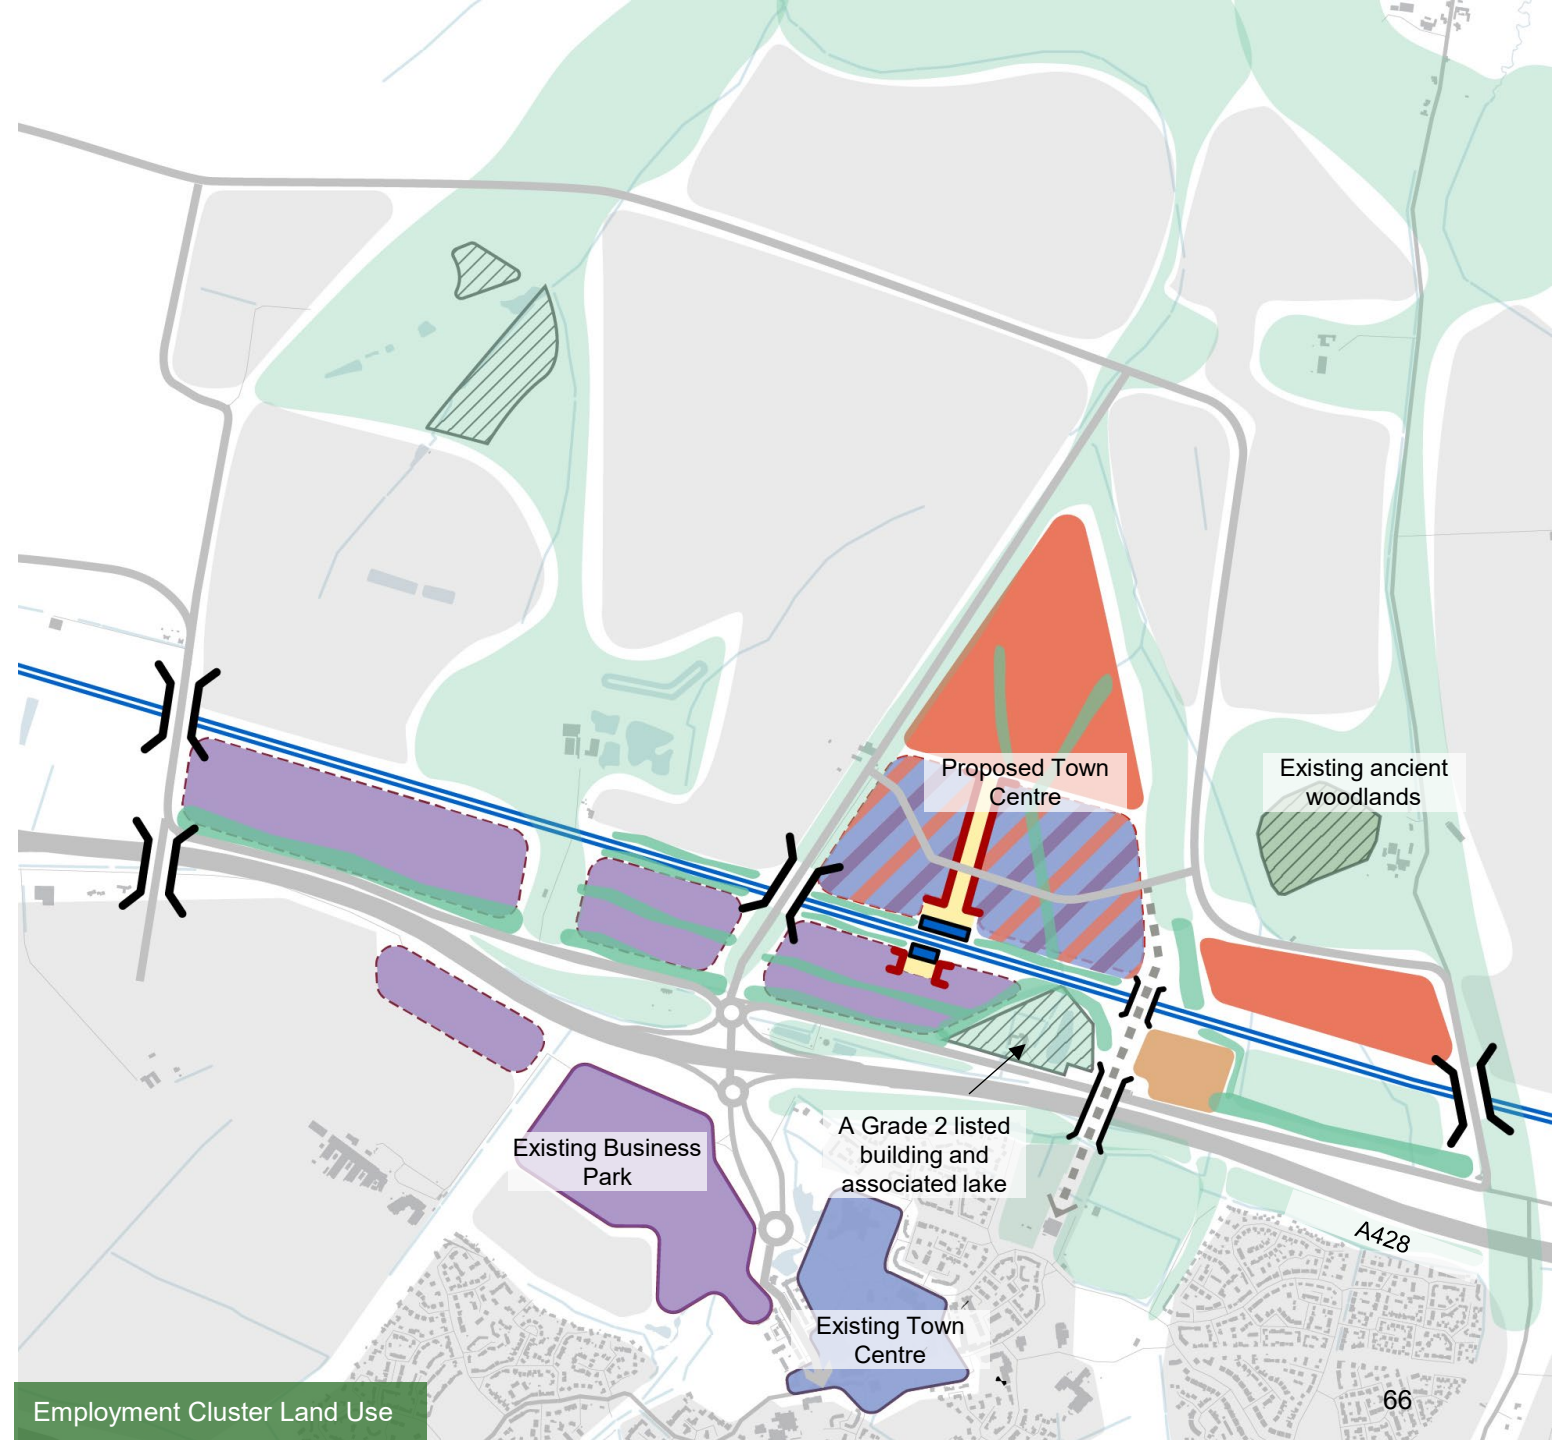 Proposed Town
Centre
Existing ancient
woodlands
A Grade 2 listed
building and
associated lake
Existing Business
Park
A428
Existing Town
Centre
66
Employment Cluster Land Use